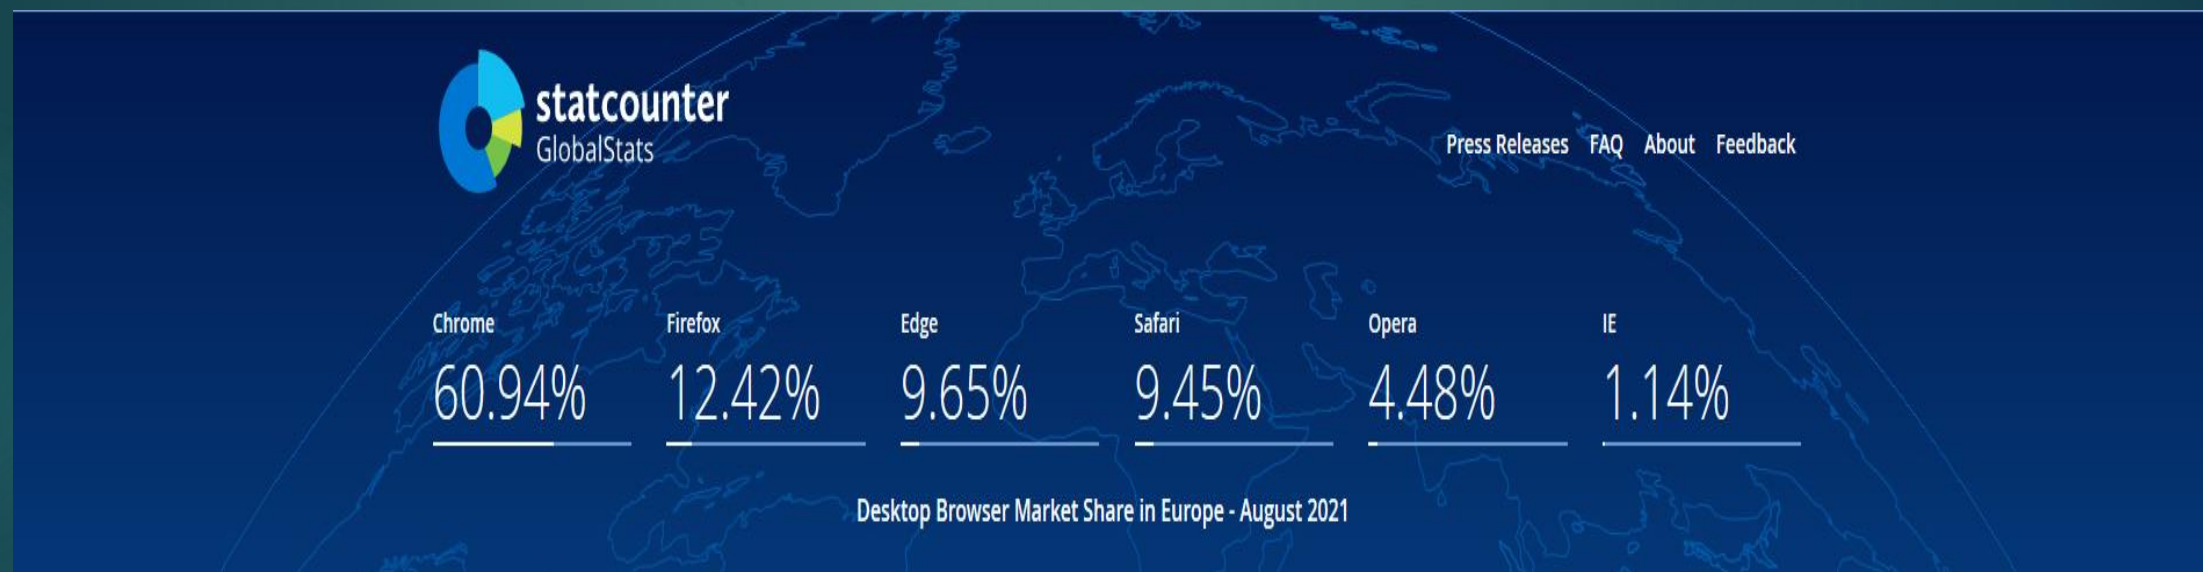 statcounter
GlobalStats
Press Releases FAQ About Feedback
Chrome Firefox Edge Safari Opera IE
60.94% 12.42% 9.65% 9.45% 4.48% 1.14%
Desktop Browser Market Share in Europe - August 2021